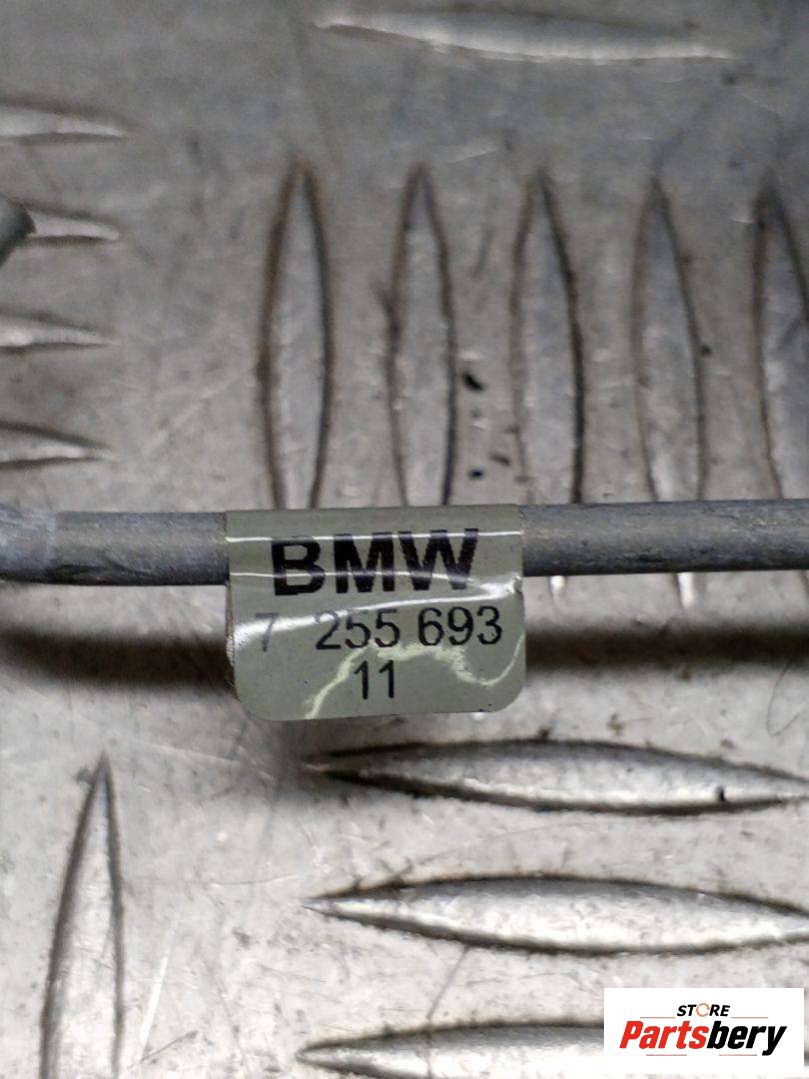 BMW
7 255 693
11
STORE
Partsbery